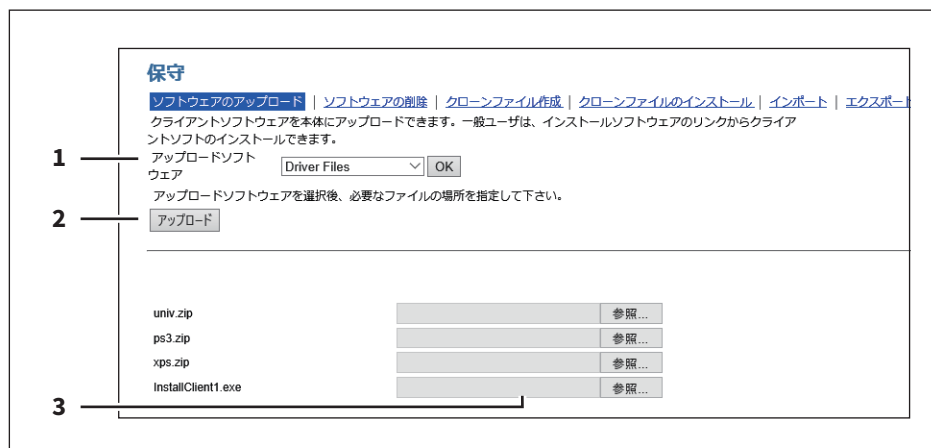 保守
ソフトウェアのアップロード | ソフトウェアの削除 | クローンファイル作成 | クローンファイルのインストール | インポート | エクスポート
クライアントソフトウェアを本体にアップロードできます。一般ユーザは、インストールソフトウェアのリンクからクライア
ントソフトのインストールできます。
1
アップロードソフト
ウェア
Driver Files OK
アップロードソフトウェアを選択後、必要なファイルの場所を指定して下さい。
2
アップロード
univ.zip 参照...
ps3.zip 参照...
xps.zip 参照...
InstallClient1.exe 参照...
3